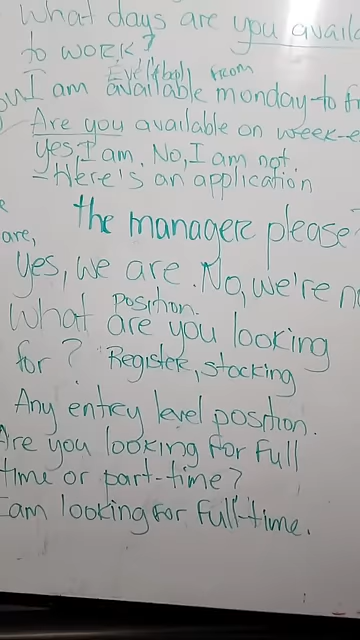 What days are you availa
to work?
I am available from monday-to f
Are you available on week-e
Yes I am. No, I am not.
-Here's an application
the manager please
are,
Yes, we are. No, we're n
Position.
What are you looking
for? Register, stocking
Any entry level position.
Are you looking for full
time or part-time?
I am looking for full-time.